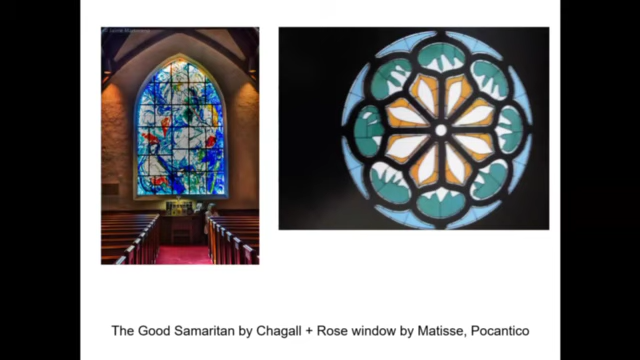 The Good Samaritan by Chagall + Rose window by Matisse, Pocantico